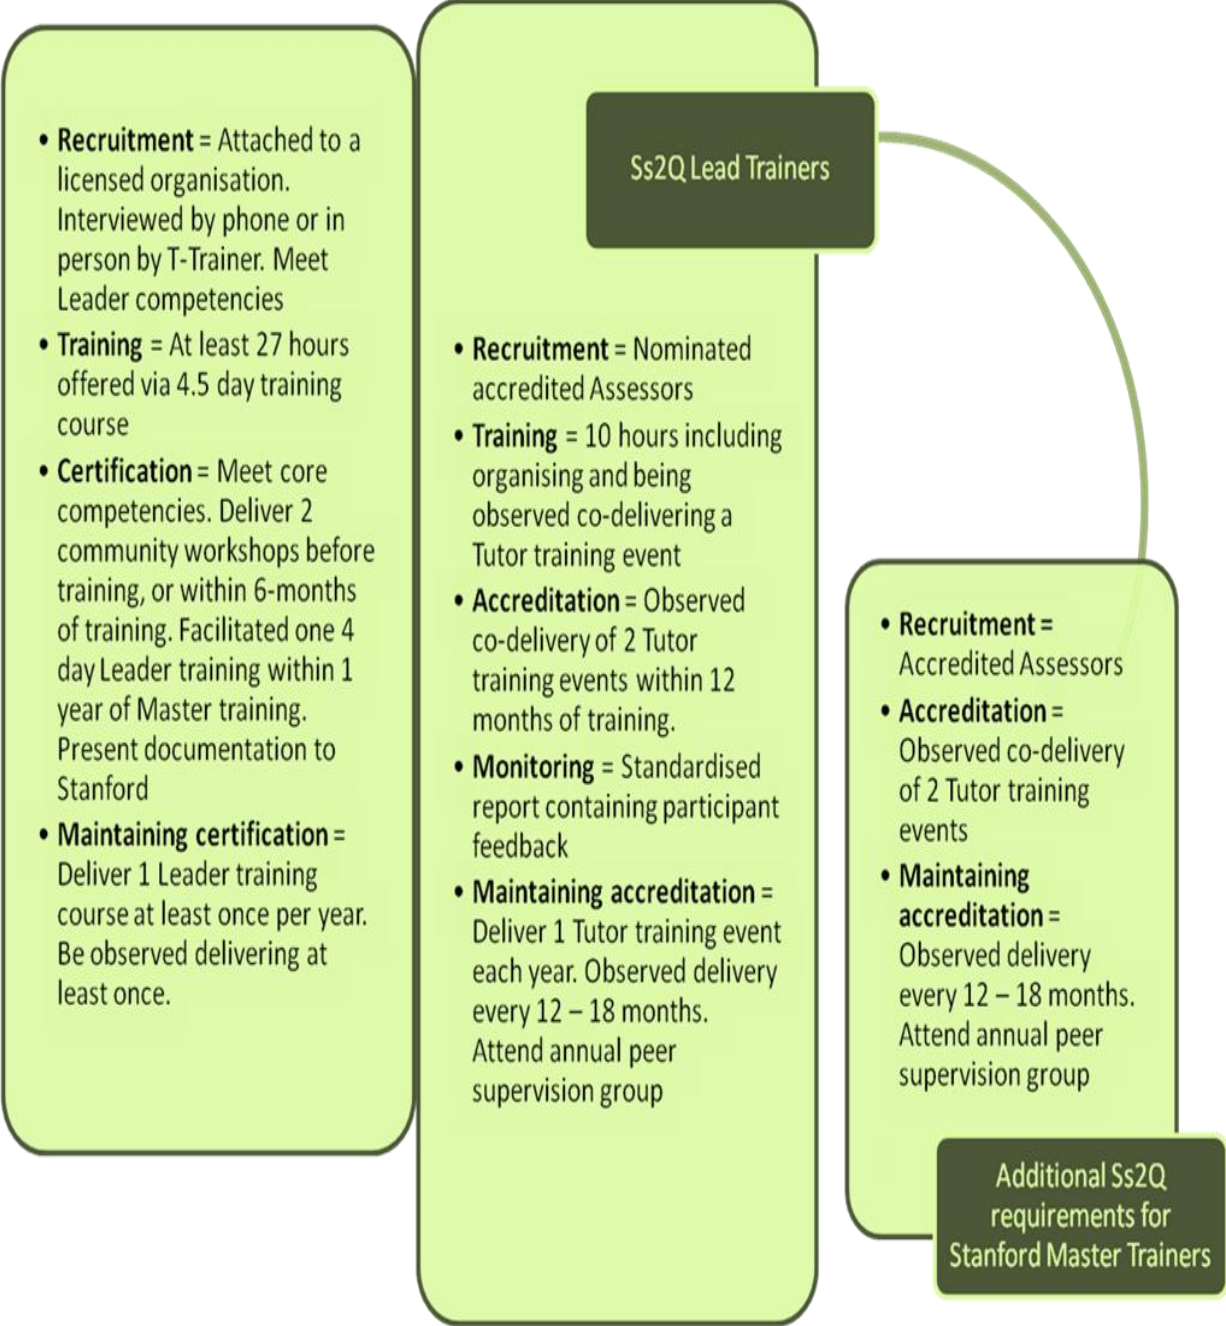 • Recruitment = Attached to a
licensed organisation.
Interviewed by phone or in
person by T-Trainer. Meet
Leader competencies
• Training = At least 27 hours
offered via 4.5 day training
course
• Certification = Meet core
competencies. Deliver 2
community workshops before
training, or within 6-months
of training. Facilitated one 4
day Leader training within 1
year of Master training.
Present documentation to
Stanford
• Maintaining certification =
Deliver 1 Leader training
course at least once per year.
Be observed delivering at
least once.
Ss2Q Lead Trainers
• Recruitment = Nominated
accredited Assessors
• Training = 10 hours including
organising and being
observed co-delivering a
Tutor training event
• Accreditation = Observed
co-delivery of 2 Tutor
training events within 12
months of training.
• Monitoring = Standardised
report containing participant
feedback
• Maintaining accreditation =
Deliver 1 Tutor training event
each year. Observed delivery
every 12 – 18 months.
Attend annual peer
supervision group
• Recruitment =
Accredited Assessors
• Accreditation =
Observed co-delivery
of 2 Tutor training
events
• Maintaining
accreditation =
Observed delivery
every 12 – 18 months.
Attend annual peer
supervision group
Additional Ss2Q
requirements for
Stanford Master Trainers